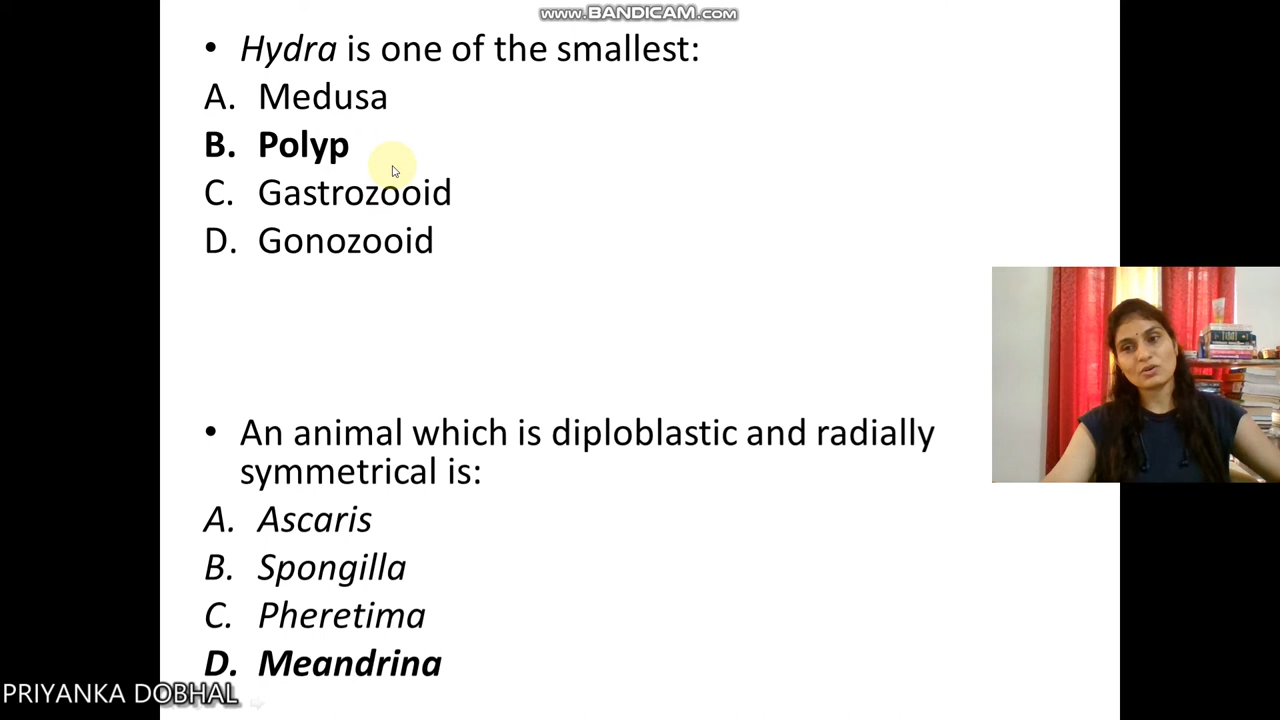 www.BANDICAM.com
• Hydra is one of the smallest:
A. Medusa
B. Polyp
C. Gastrozooid
D. Gonozooid
• An animal which is diploblastic and radially
symmetrical is:
A. Ascaris
B. Spongilla
C. Pheretima
D. Meandrina
PRIYANKA DOBHAL